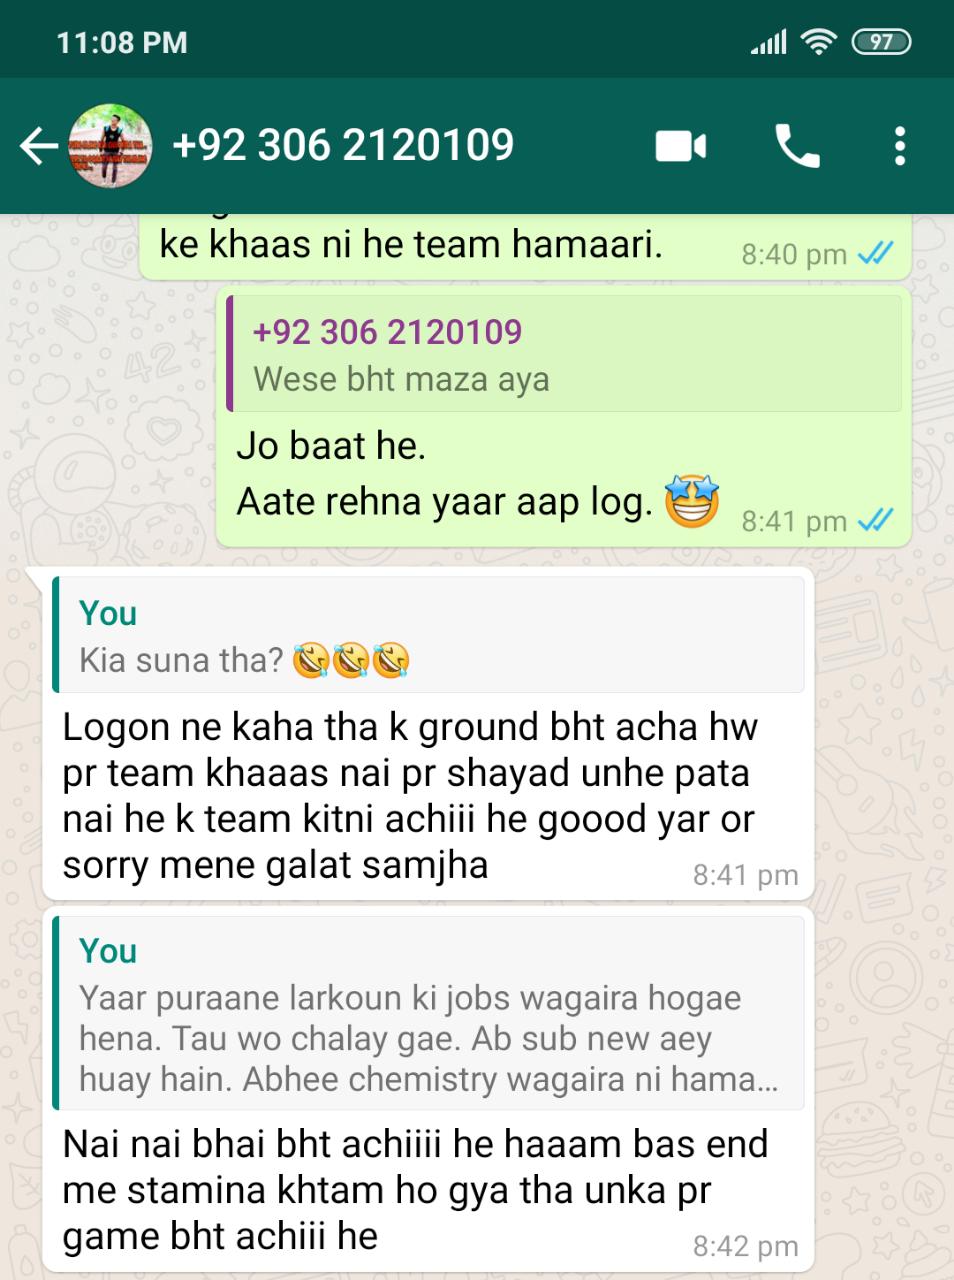 11:08 PM
97
+92 306 2120109
ke khaas ni he team hamaari.
8:40 pm
+92 306 2120109
Wese bht maza aya
Jo baat he.
Aate rehna yaar aap log. 🤩
8:41 pm
You
Kia suna tha? 🤣🤣🤣
Logon ne kaha tha k ground bht acha hw
pr team khaaas nai pr shayad unhe pata
nai he k team kitni achiii he goood yar or
sorry mene galat samjha
8:41 pm
You
Yaar puraane larkoun ki jobs wagaira hogae
hena. Tau wo chalay gae. Ab sub new aey
huay hain. Abhee chemistry wagaira ni hama...
Nai nai bhai bht achiiii he haaam bas end
me stamina khtam ho gya tha unka pr
game bht achiii he
8:42 pm